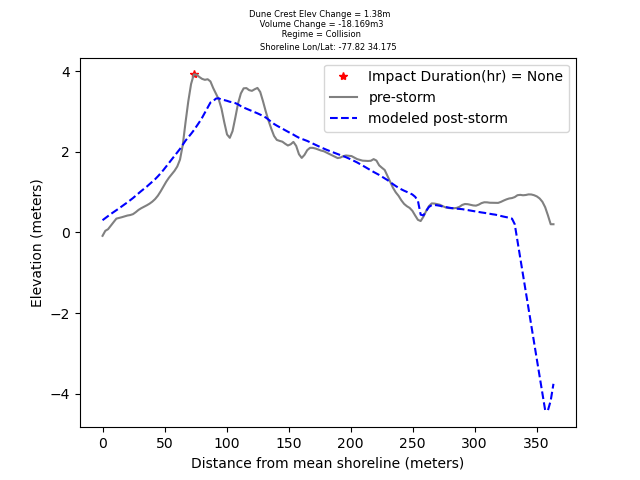 Dune Crest Elev Change = 1.38m
Volume Change = -18.169m3
Regime = Collision
Shoreline Lon/Lat: -77.82 34.175
Impact Duration(hr) = None
pre-storm
modeled post-storm
Elevation (meters)
4
2
0
−2
−4
0 50 100 150 200 250 300 350
Distance from mean shoreline (meters)